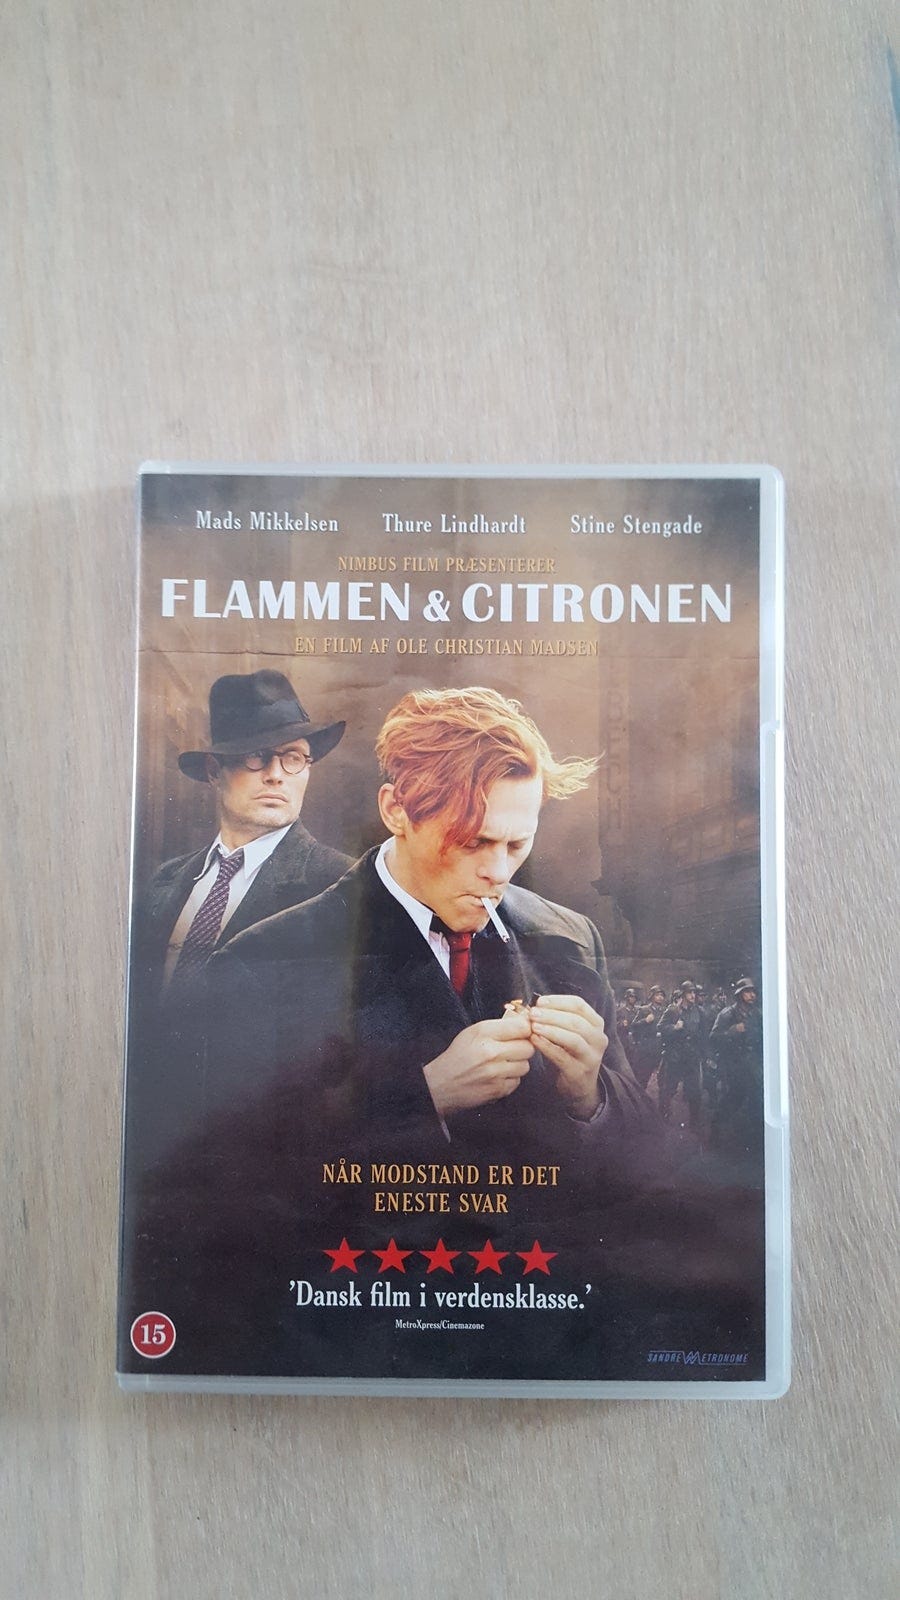 Mads Mikkelsen Thure Lindhardt Stine Stengade
NIMBUS FILM PRÆSENTERER
FLAMMEN & CITRONEN
EN FILM AF OLE CHRISTIAN MADSEN
NÅR MODSTAND ER DET
ENESTE SVAR
'Dansk film i verdensklasse.'
MetroXpress/Cinemazone
15
SANDREW METRONOME